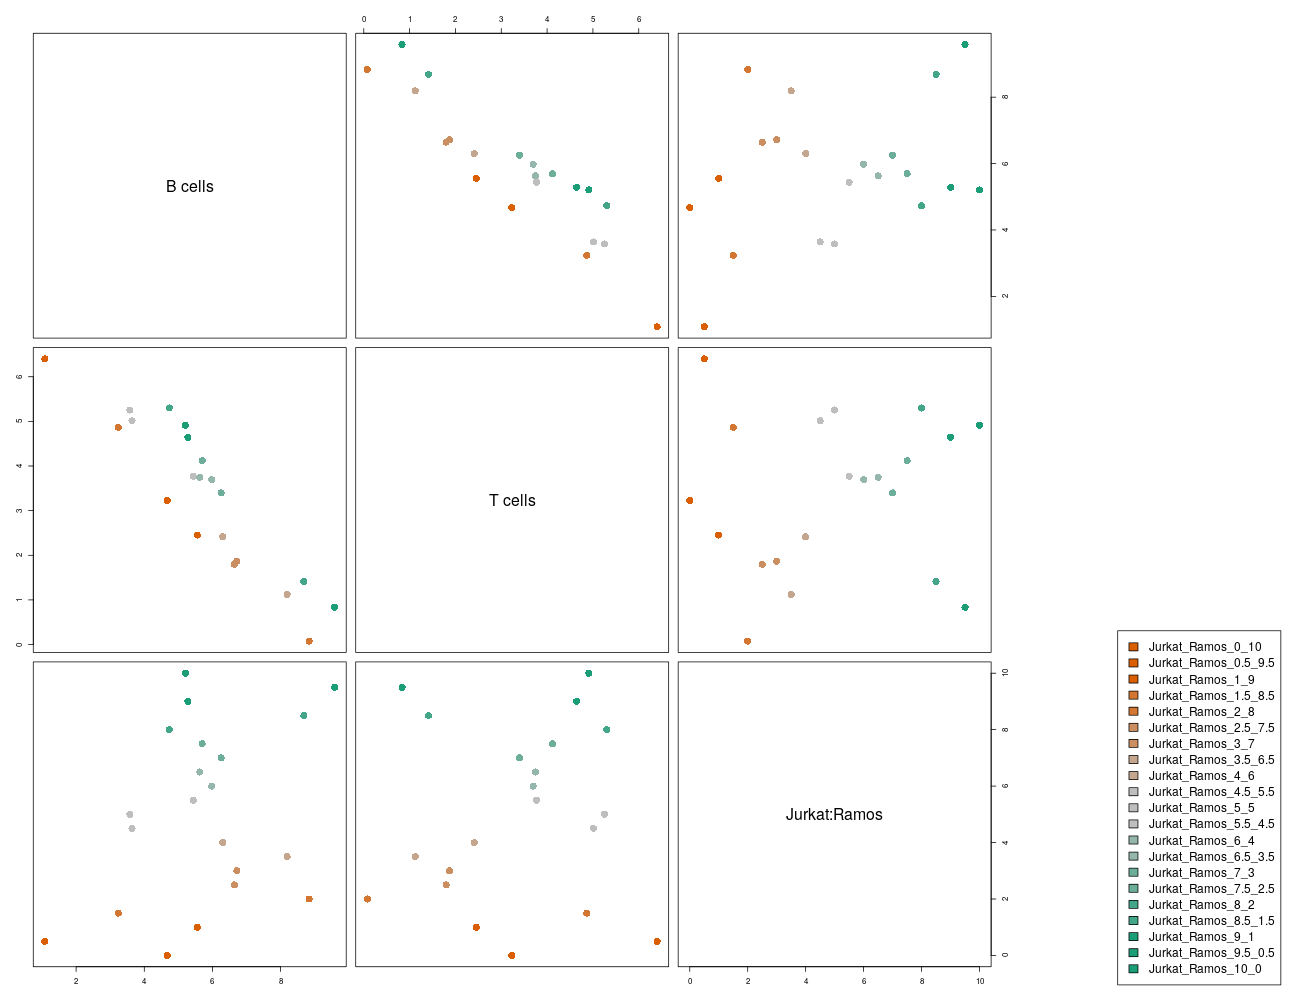 0 1 2 3 4 5 6
B cells
8
6
4
2
6
5
4
3
2
1
0
T cells
Jurkat:Ramos
10
8
6
4
2
0
2 4 6 8
0 2 4 6 8 10
Jurkat_Ramos_0_10
Jurkat_Ramos_0.5_9.5
Jurkat_Ramos_1_9
Jurkat_Ramos_1.5_8.5
Jurkat_Ramos_2_8
Jurkat_Ramos_2.5_7.5
Jurkat_Ramos_3_7
Jurkat_Ramos_3.5_6.5
Jurkat_Ramos_4_6
Jurkat_Ramos_4.5_5.5
Jurkat_Ramos_5_5
Jurkat_Ramos_5.5_4.5
Jurkat_Ramos_6_4
Jurkat_Ramos_6.5_3.5
Jurkat_Ramos_7_3
Jurkat_Ramos_7.5_2.5
Jurkat_Ramos_8_2
Jurkat_Ramos_8.5_1.5
Jurkat_Ramos_9_1
Jurkat_Ramos_9.5_0.5
Jurkat_Ramos_10_0